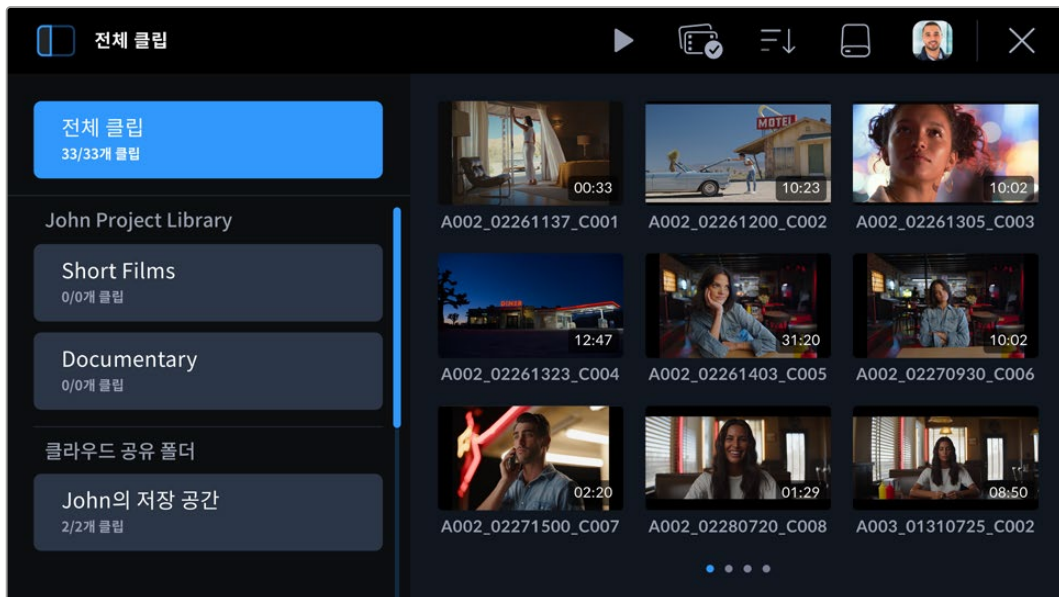 전체 클립
전체 클립
33/33개 클립
John Project Library
Short Films
0/0개 클립
Documentary
0/0개 클립
클라우드 공유 폴더
John의 저장 공간
2/2개 클립
MOTEL
00:33
10:23
10:02
A002_02261137_C001
A002_02261200_C002
A002_02261305_C003
DINER
12:47
31:20
10:02
A002_02261323_C004
A002_02261403_C005
A002_02270930_C006
02:20
01:29
08:50
A002_02271500_C007
A002_02280720_C008
A003_01310725_C002